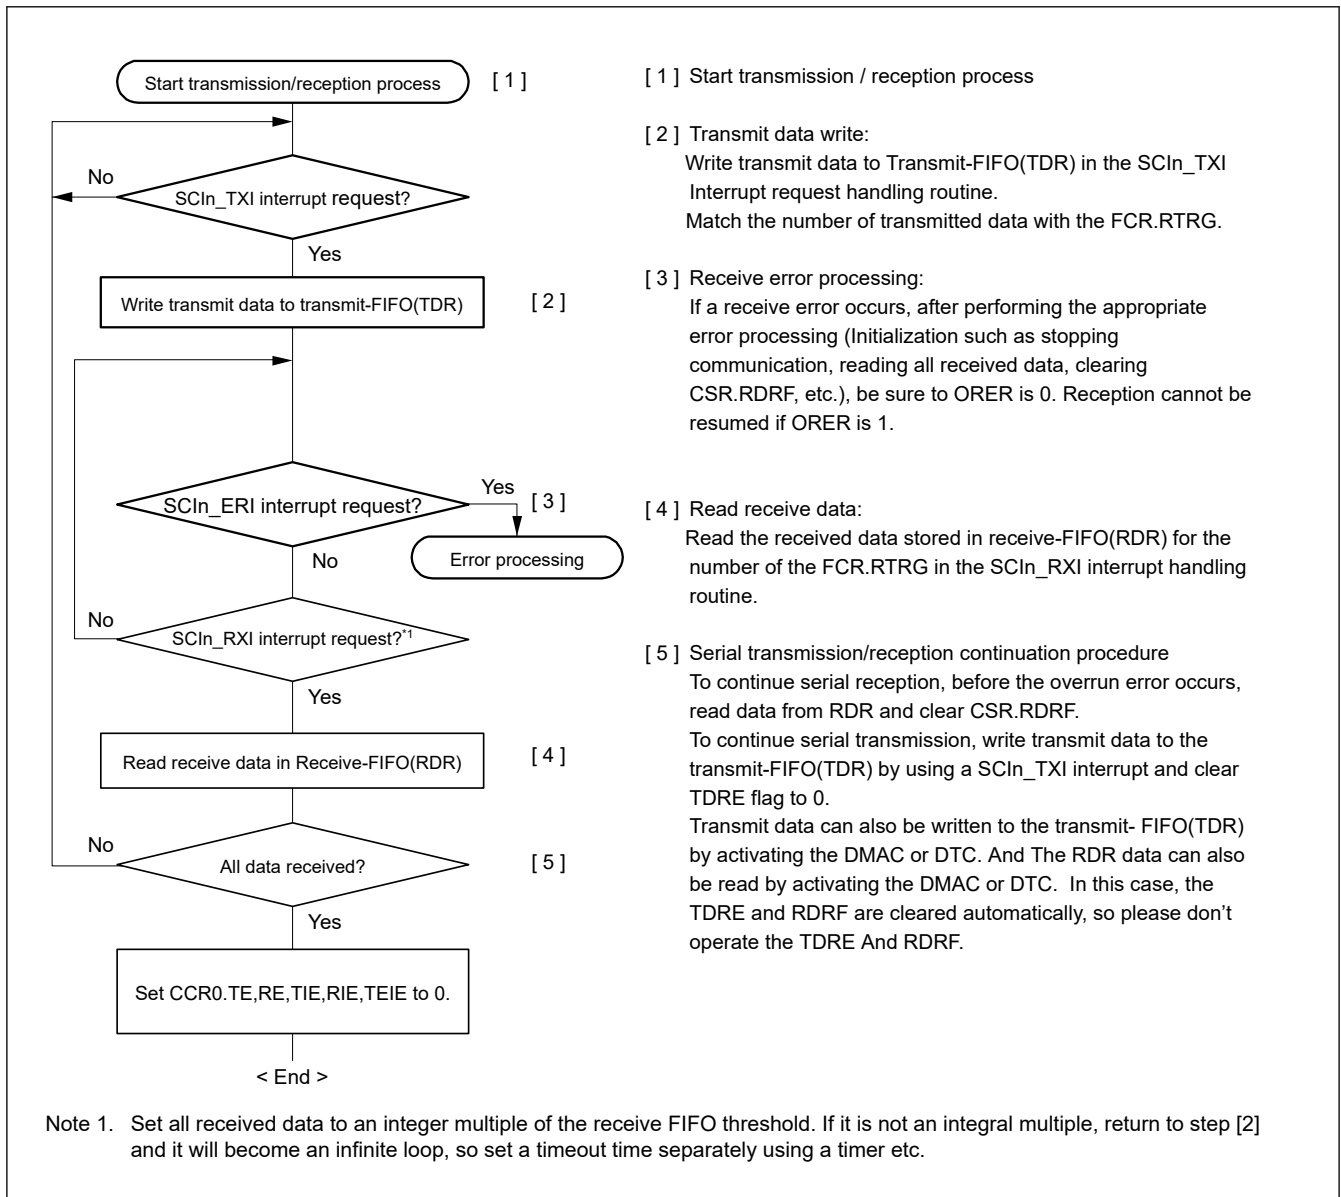 Start transmission/reception process
[ 1 ]
No
SCIn_TXI interrupt request?
Yes
Write transmit data to transmit-FIFO(TDR)
[ 2 ]
SCIn_ERI interrupt request?
Yes
[ 3 ]
Error processing
No
No
SCIn_RXI interrupt request?*1
Yes
Read receive data in Receive-FIFO(RDR)
[ 4 ]
No
All data received?
[ 5 ]
Yes
Set CCR0.TE,RE,TIE,RIE,TEIE to 0.
< End >
[ 1 ] Start transmission / reception process
[ 2 ] Transmit data write:
Write transmit data to Transmit-FIFO(TDR) in the SCIn_TXI
Interrupt request handling routine.
Match the number of transmitted data with the FCR.RTRG.
[ 3 ] Receive error processing:
If a receive error occurs, after performing the appropriate
error processing (Initialization such as stopping
communication, reading all received data, clearing
CSR.RDRF, etc.), be sure to ORER is 0. Reception cannot be
resumed if ORER is 1.
[ 4 ] Read receive data:
Read the received data stored in receive-FIFO(RDR) for the
number of the FCR.RTRG in the SCIn_RXI interrupt handling
routine.
[ 5 ] Serial transmission/reception continuation procedure
To continue serial reception, before the overrun error occurs,
read data from RDR and clear CSR.RDRF.
To continue serial transmission, write transmit data to the
transmit-FIFO(TDR) by using a SCIn_TXI interrupt and clear
TDRE flag to 0.
Transmit data can also be written to the transmit- FIFO(TDR)
by activating the DMAC or DTC. And The RDR data can also
be read by activating the DMAC or DTC. In this case, the
TDRE and RDRF are cleared automatically, so please don't
operate the TDRE And RDRF.
Note 1. Set all received data to an integer multiple of the receive FIFO threshold. If it is not an integral multiple, return to step [2]
and it will become an infinite loop, so set a timeout time separately using a timer etc.